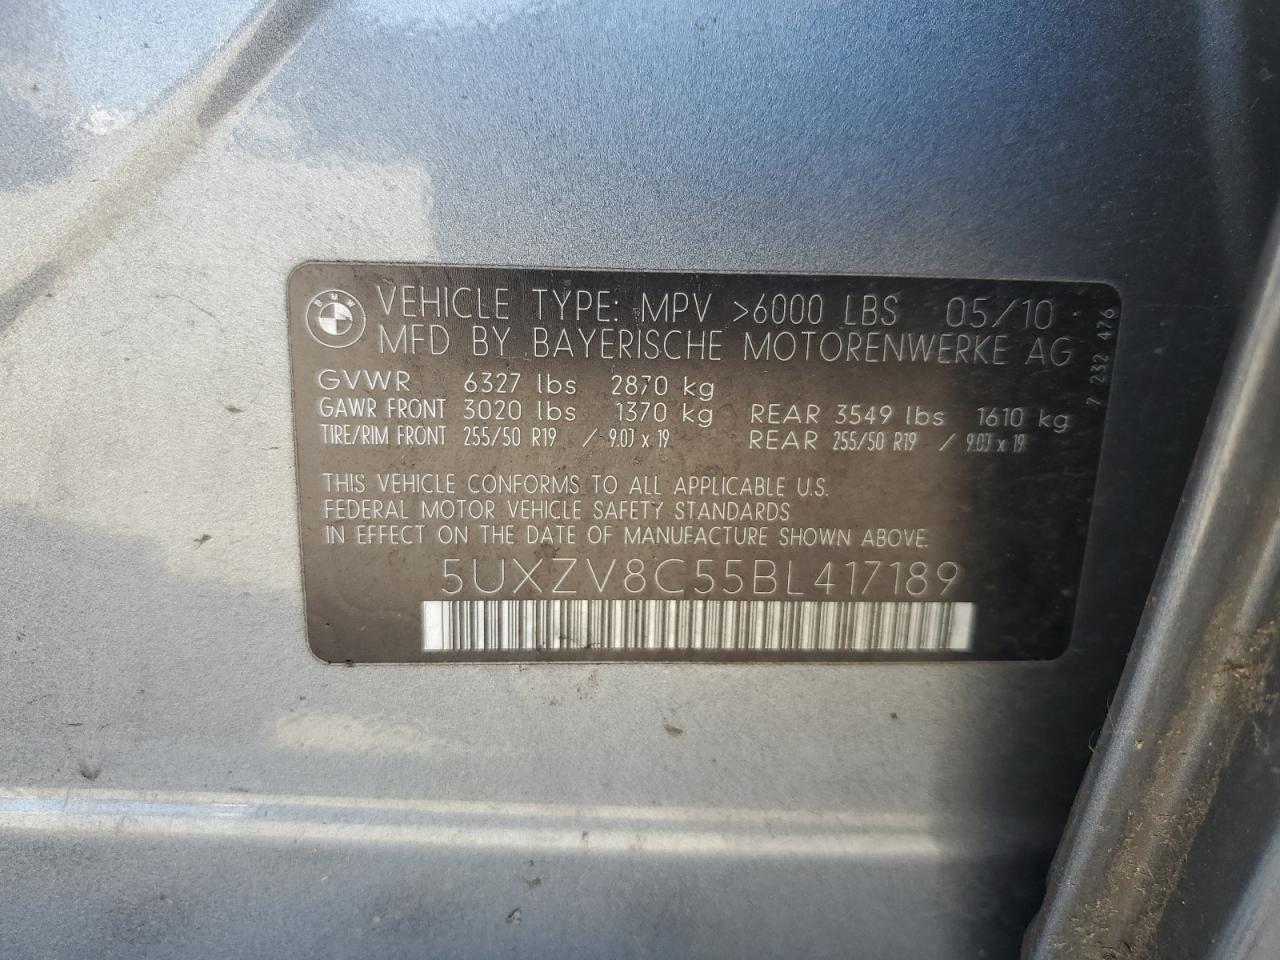 BMW
VEHICLE TYPE: MPV >6000 LBS 05/10
MFD BY BAYERISCHE MOTORENWERKE AG
GVWR 6327 lbs 2870 kg
GAWR FRONT 3020 lbs 1370 kg REAR 3549 lbs 1610 kg
TIRE/RIM FRONT 255/50 R19 / 9.0J x 19 REAR 255/50 R19 / 9.0J x 19
7 232 476
THIS VEHICLE CONFORMS TO ALL APPLICABLE U.S.
FEDERAL MOTOR VEHICLE SAFETY STANDARDS
IN EFFECT ON THE DATE OF MANUFACTURE SHOWN ABOVE.
5UXZV8C55BL417189